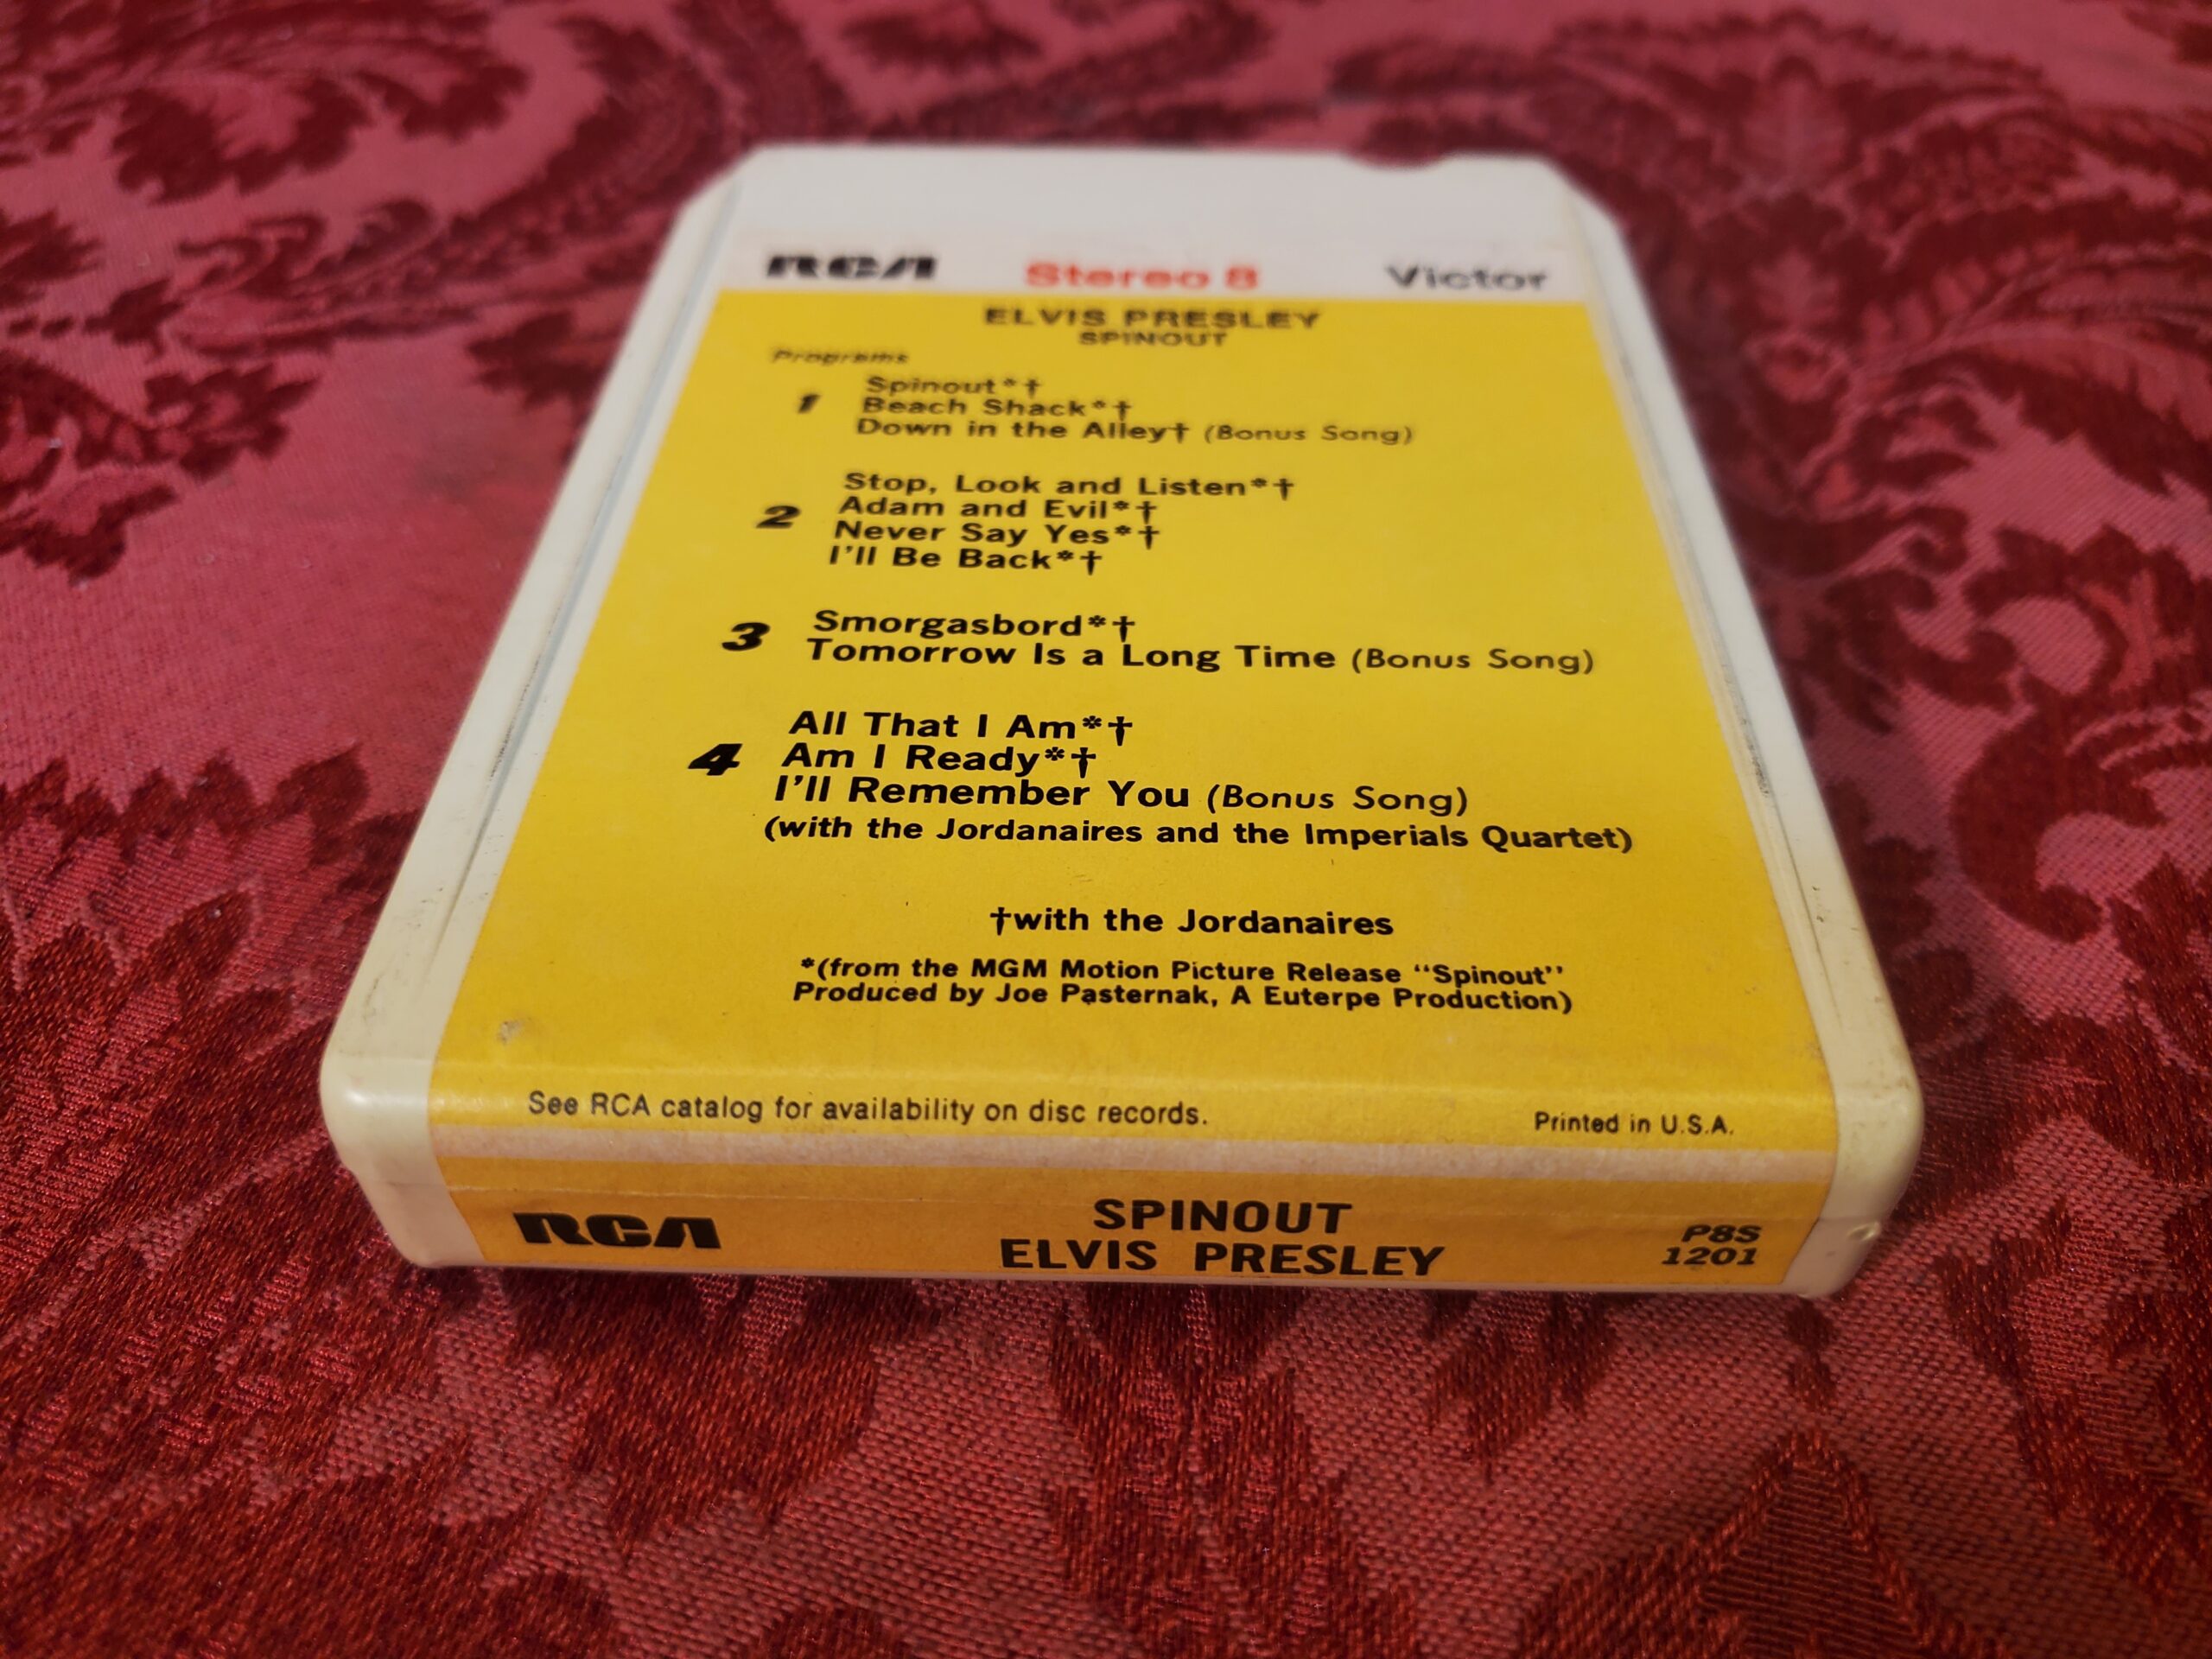 RCA Stereo 8 Victor
ELVIS PRESLEY
SPINOUT
Programs
1 Spinout*†
Beach Shack*†
Down in the Alley† (Bonus Song)
2 Stop, Look and Listen*†
Adam and Evil*†
Never Say Yes*†
I'll Be Back*†
3 Smorgasbord*†
Tomorrow Is a Long Time (Bonus Song)
4 All That I Am*†
Am I Ready*†
I'll Remember You (Bonus Song)
(with the Jordanaires and the Imperials Quartet)
†with the Jordanaires
*(from the MGM Motion Picture Release "Spinout"
Produced by Joe Pasternak, A Euterpe Production)
See RCA catalog for availability on disc records. Printed in U.S.A.
RCA SPINOUT P8S
ELVIS PRESLEY 1201